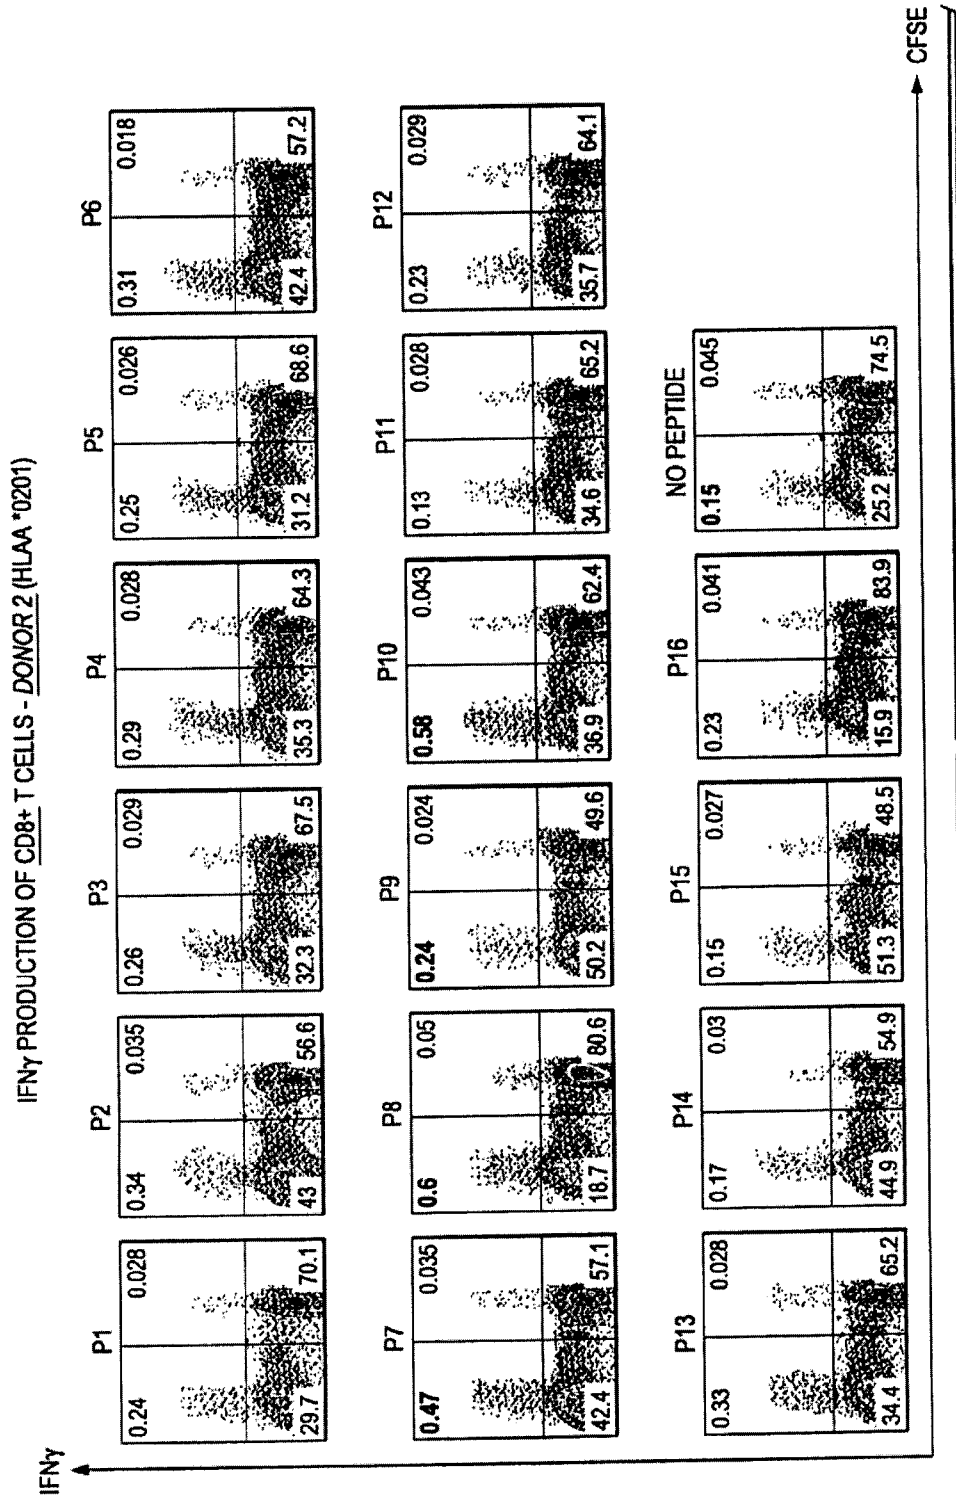 IFNγ PRODUCTION OF CD8+ T CELLS - DONOR 2 (HLAA *0201)
IFNγ
P1 P2 P3 P4 P5 P6
0.24 0.028 0.34 0.035 0.26 0.029 0.29 0.028 0.25 0.026 0.31 0.018
29.7 70.1 43 56.6 32.3 67.5 35.3 64.3 31.2 68.6 42.4 57.2
P7 P8 P9 P10 P11 P12
0.47 0.035 0.6 0.05 0.24 0.024 0.58 0.043 0.13 0.028 0.23 0.029
42.4 57.1 18.7 80.6 50.2 49.6 36.9 62.4 34.6 65.2 35.7 64.1
P13 P14 P15 P16 NO PEPTIDE
0.33 0.028 0.17 0.03 0.15 0.027 0.23 0.041 0.15 0.045
34.4 65.2 44.9 54.9 51.3 48.5 15.9 83.9 25.2 74.5
CFSE